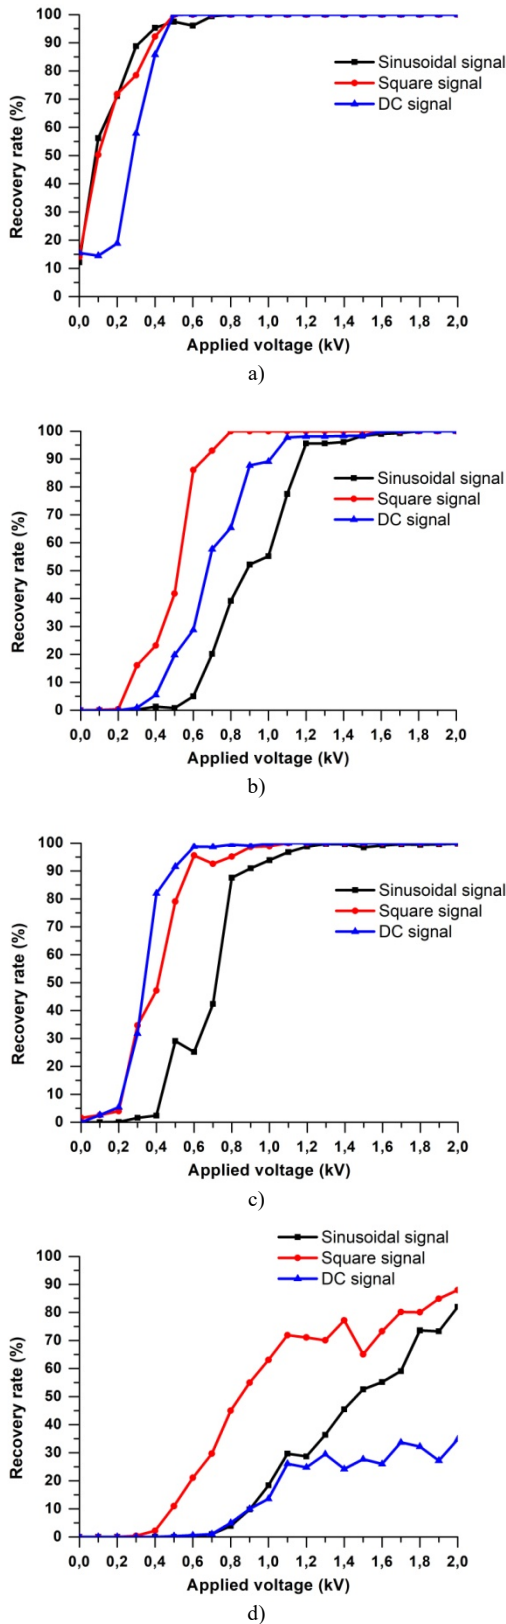 100
90
80
70
60
50
40
30
20
10
0
Recovery rate (%)
Sinusoidal signal
Square signal
DC signal
0,0 0,2 0,4 0,6 0,8 1,0 1,2 1,4 1,6 1,8 2,0
Applied voltage (kV)
a)
100
90
80
70
60
50
40
30
20
10
0
Recovery rate (%)
Sinusoidal signal
Square signal
DC signal
0,0 0,2 0,4 0,6 0,8 1,0 1,2 1,4 1,6 1,8 2,0
Applied voltage (kV)
b)
100
90
80
70
60
50
40
30
20
10
0
Recovery rate (%)
Sinusoidal signal
Square signal
DC signal
0,0 0,2 0,4 0,6 0,8 1,0 1,2 1,4 1,6 1,8 2,0
Applied voltage (kV)
c)
Sinusoidal signal
Square signal
DC signal
100
90
80
70
60
50
40
30
20
10
0
Recovery rate (%)
0,0 0,2 0,4 0,6 0,8 1,0 1,2 1,4 1,6 1,8 2,0
Applied voltage (kV)
d)